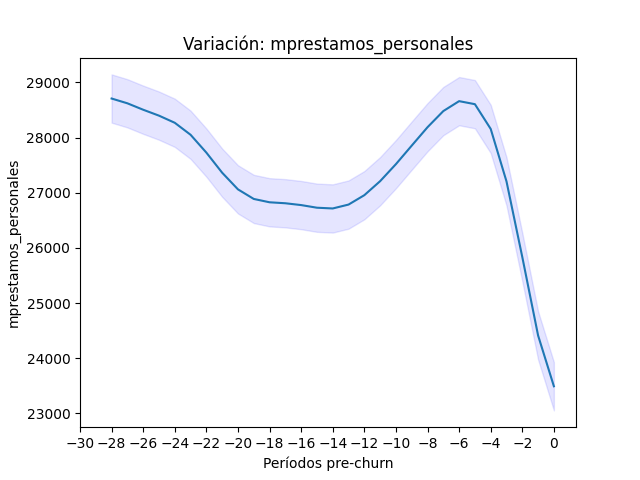 Variación: mprestamos_personales
mprestamos_personales
29000
28000
27000
26000
25000
24000
23000
−30 −28 −26 −24 −22 −20 −18 −16 −14 −12 −10 −8 −6 −4 −2 0
Períodos pre-churn